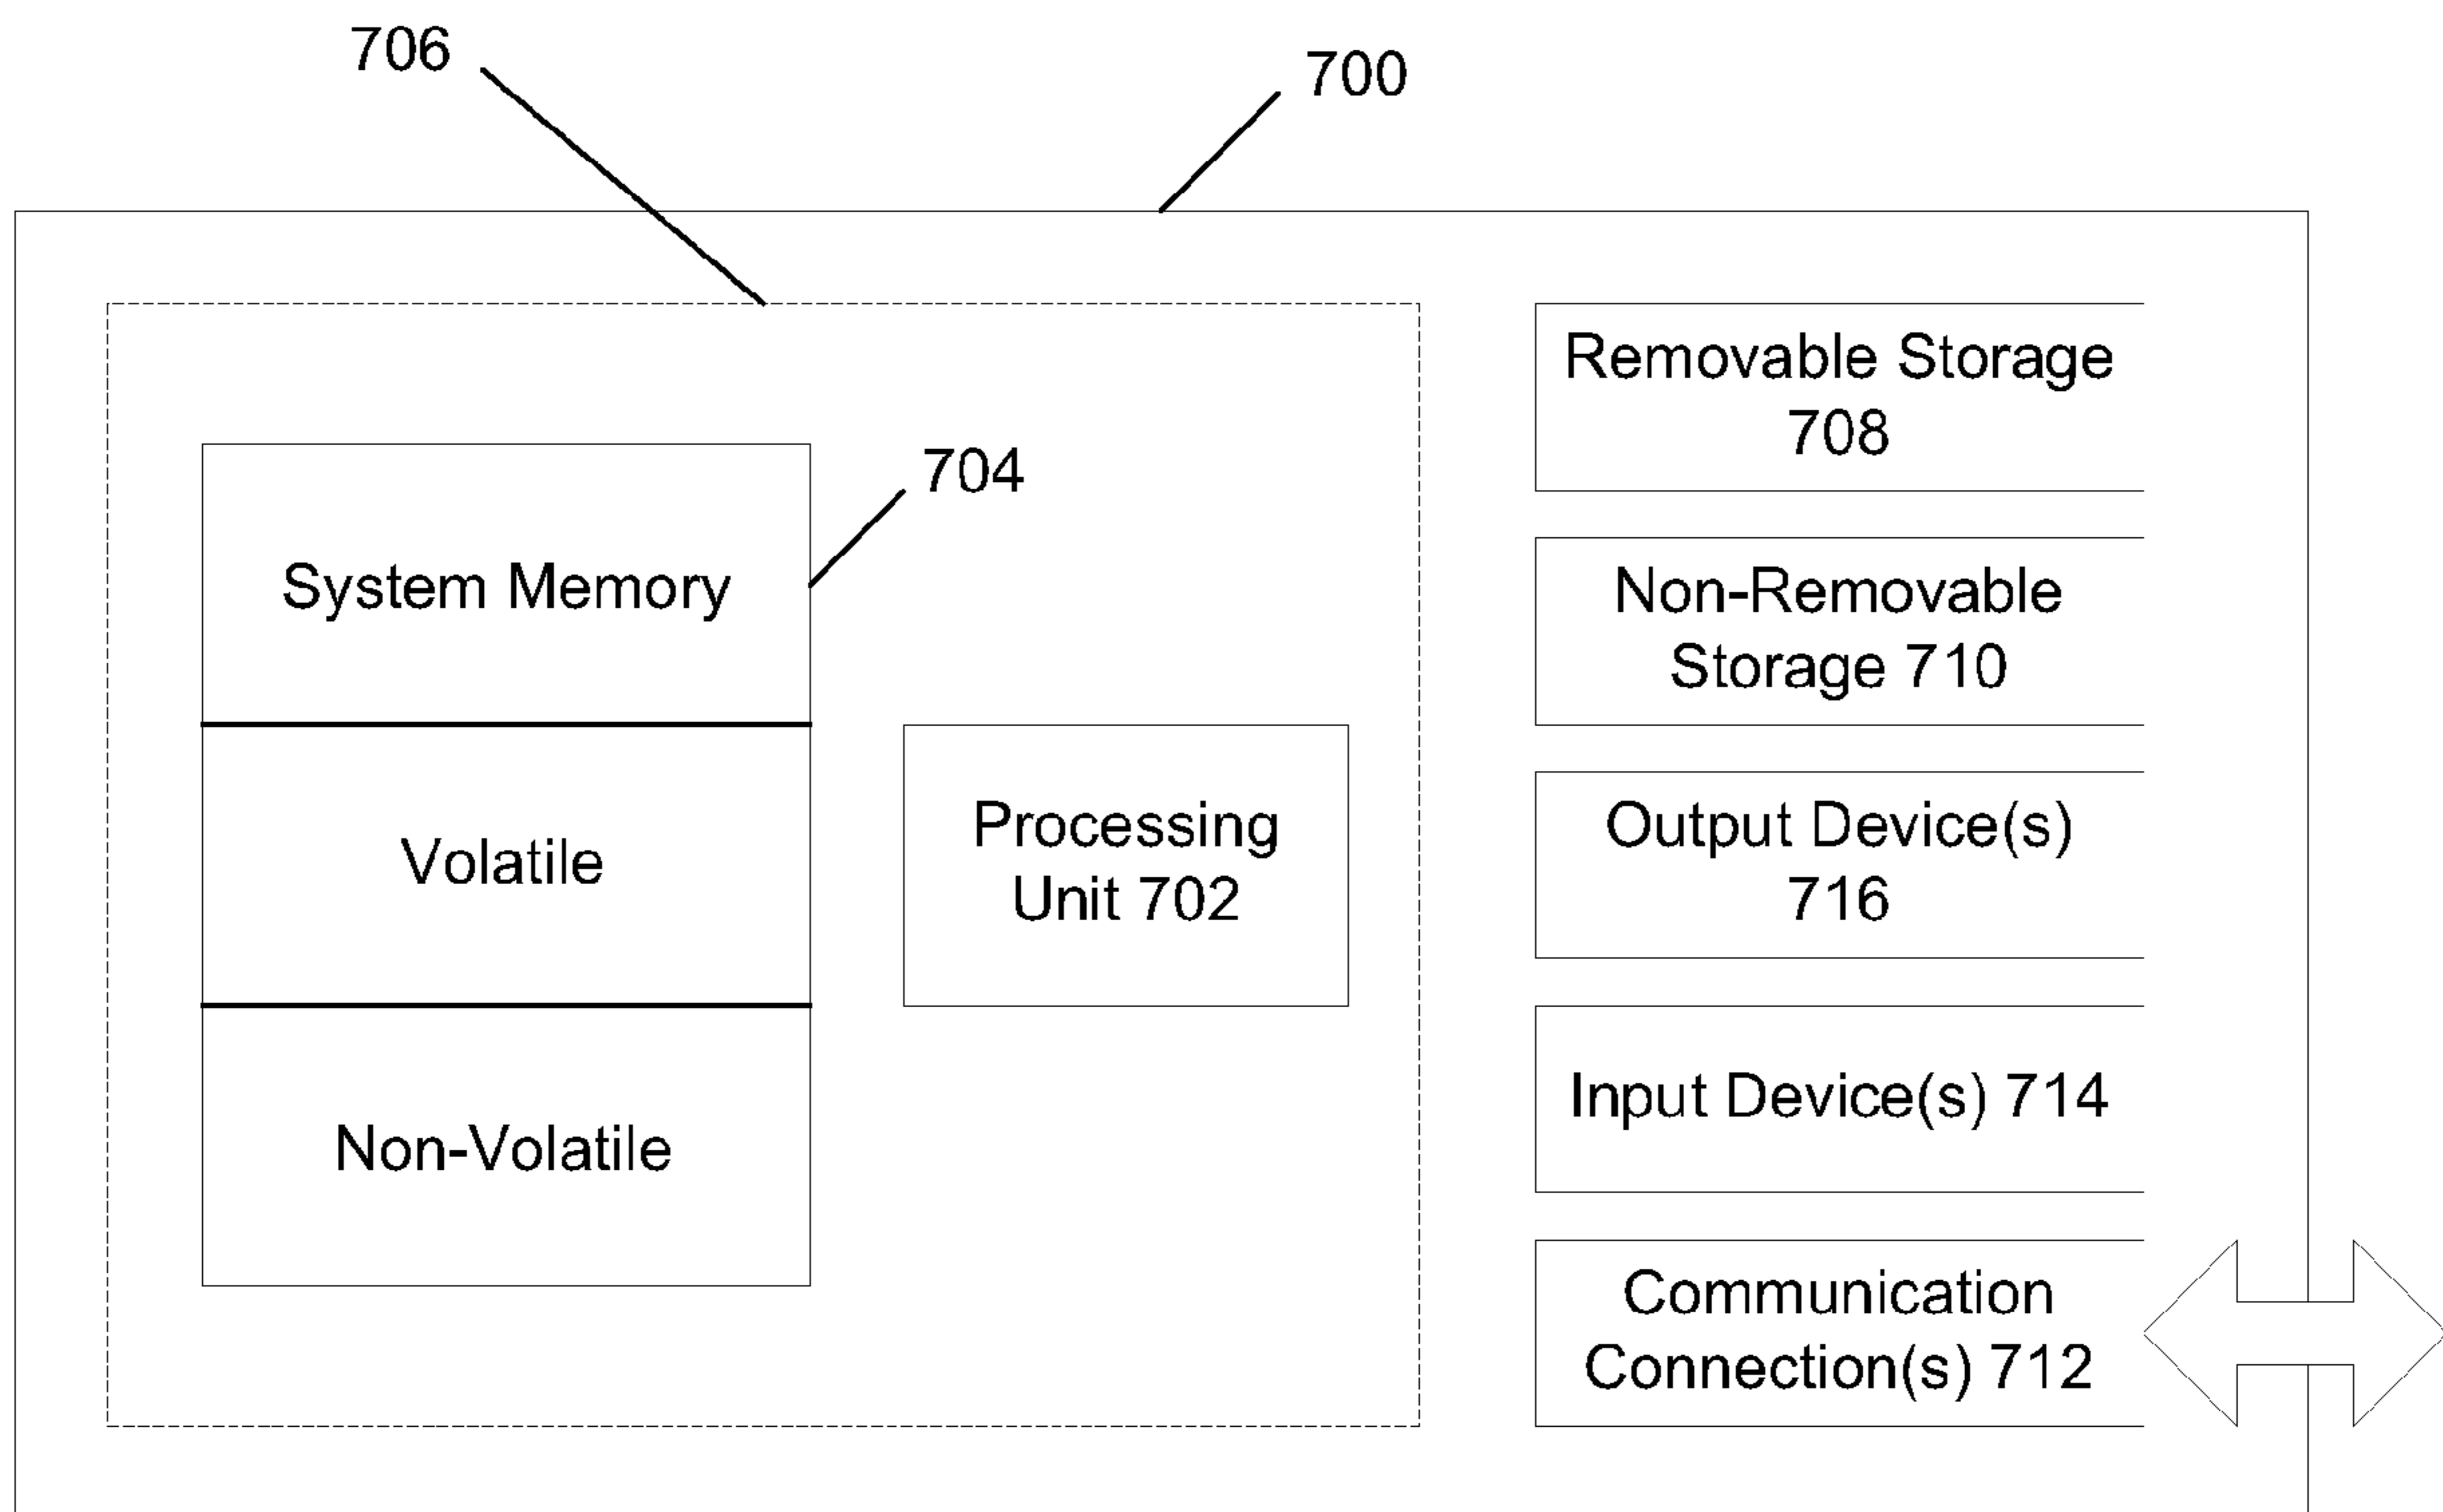 706
700
704
System Memory
Volatile
Non-Volatile
Processing
Unit 702
Removable Storage
708
Non-Removable
Storage 710
Output Device(s)
716
Input Device(s) 714
Communication
Connection(s) 712